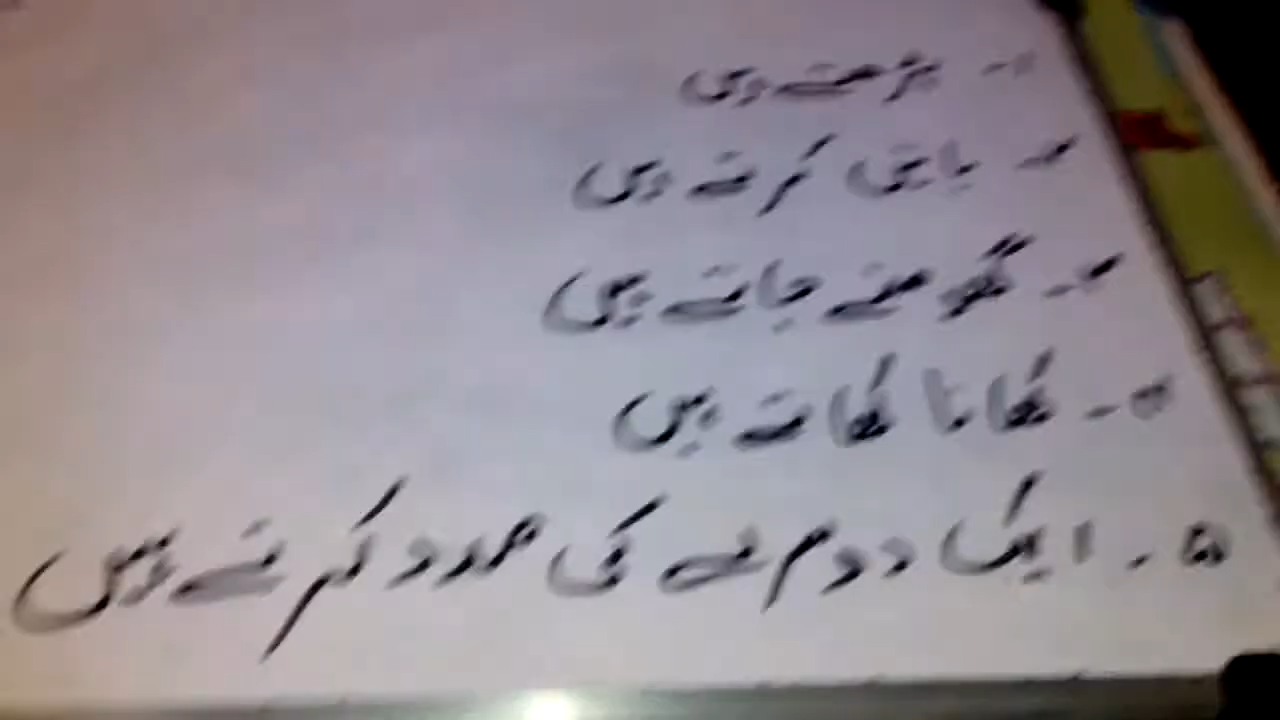 ۱۔ پڑھتے ہیں
۲۔ باتیں کرتے ہیں
۳۔ گھومنے جاتے ہیں
۴۔ کھانا کھاتے ہیں
۵۔ ایک دوسرے کی مدد کرتے ہیں